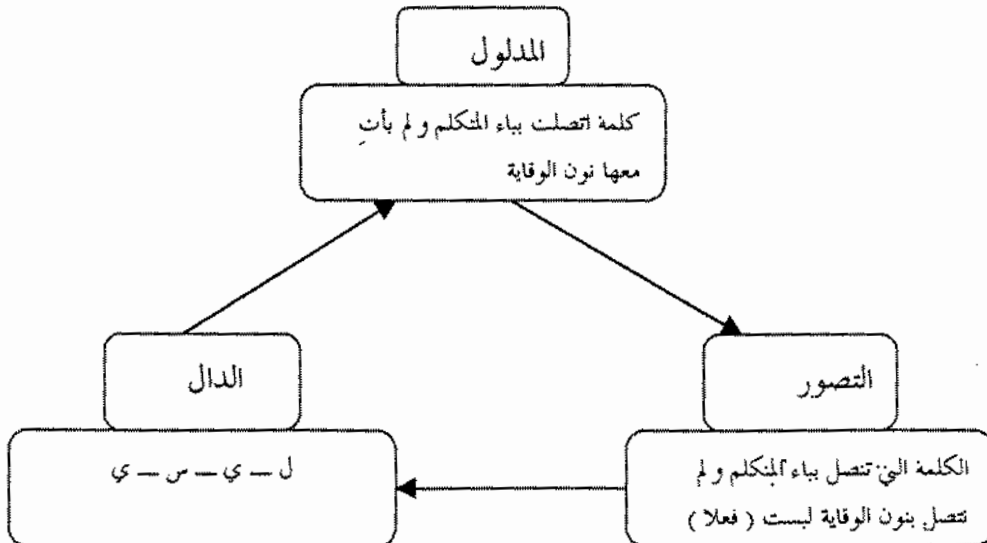 المدلول
كلمة اتصلت بياء المتكلم و لم يأتِ
معها نون الوقاية
الدال
التصور
ل ـــ ي ـــ س ـــ ي
الكلمة التي تتصل بياء المتكلم و لم
تتصل بنون الوقاية ليست ( فعلا )